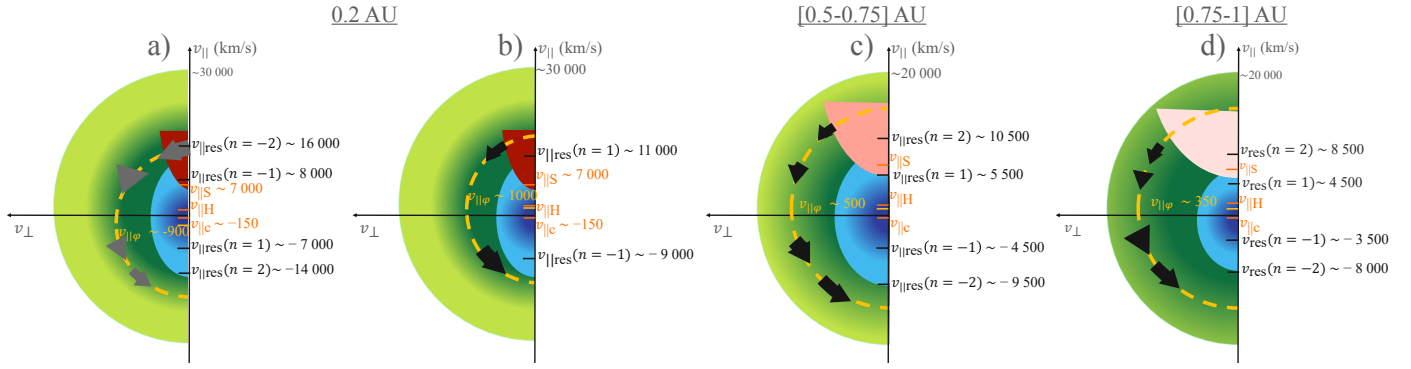 0.2 AU
[0.5-0.75] AU
[0.75-1] AU
a)
v|| (km/s)
~30 000
v||res(n = −2) ~ 16 000
v||res(n = −1) ~ 8 000
v||S ~ 7 000
v||H
v||φ ~ -900
v||c ~ −150
v⊥
v||res(n = 1) ~ − 7 000
v||res(n = 2)~ −14 000
b)
v|| (km/s)
~30 000
v||res(n = 1) ~ 11 000
v||S ~ 7 000
v||φ ~ 1000
v||H
v||c ~ −150
v⊥
v||res(n = −1) ~ − 9 000
c)
v|| (km/s)
~20 000
v||res(n = 2) ~ 10 500
v||S
v||res(n = 1) ~ 5 500
v||H
v||φ ~ 500
v||c
v⊥
v||res(n = −1) ~ − 4 500
v||res(n = −2) ~ − 9 500
d)
v|| (km/s)
~20 000
vres(n = 2) ~ 8 500
v||S
vres(n = 1)~ 4 500
v||H
v||φ ~ 350
v||c
v⊥
vres(n = −1) ~ − 3 500
vres(n = −2) ~ − 8 000